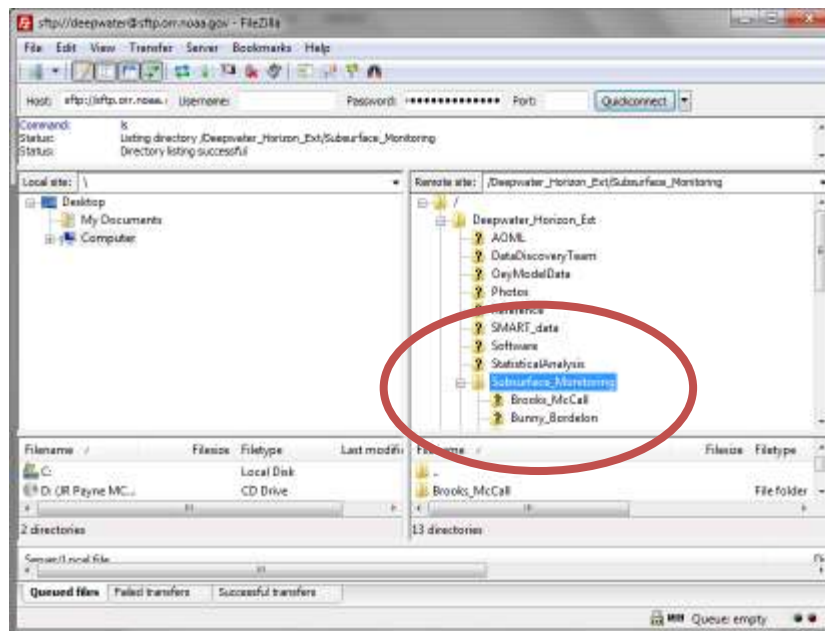 sftp://deepwater@sftp.orr.noaa.gov - FileZilla
File Edit View Transfer Server Bookmarks Help
Host: sftp://sftp.orr.noaa. Username: Password: •••••••••••••• Port: Quickconnect
Command: ls
Status: Listing directory /Deepwater_Horizon_Ext/Subsurface_Monitoring
Status: Directory listing successful
Local site: \
Desktop
My Documents
Computer
Remote site: /Deepwater_Horizon_Ext/Subsurface_Monitoring
/
Deepwater_Horizon_Ext
AOML
DataDiscoveryTeam
OeyModelData
Photos
Reference
SMART_data
Software
StatisticalAnalysis
Subsurface_Monitoring
Brooks_McCall
Bunny_Bordelon
Filename / Filesize Filetype Last modifi
C: Local Disk
D: (JR Payne MC... CD Drive
2 directories
Filename / Filesize Filetype
..
Brooks_McCall File folder
13 directories
Server/Local file
Queued files Failed transfers Successful transfers
Queue: empty